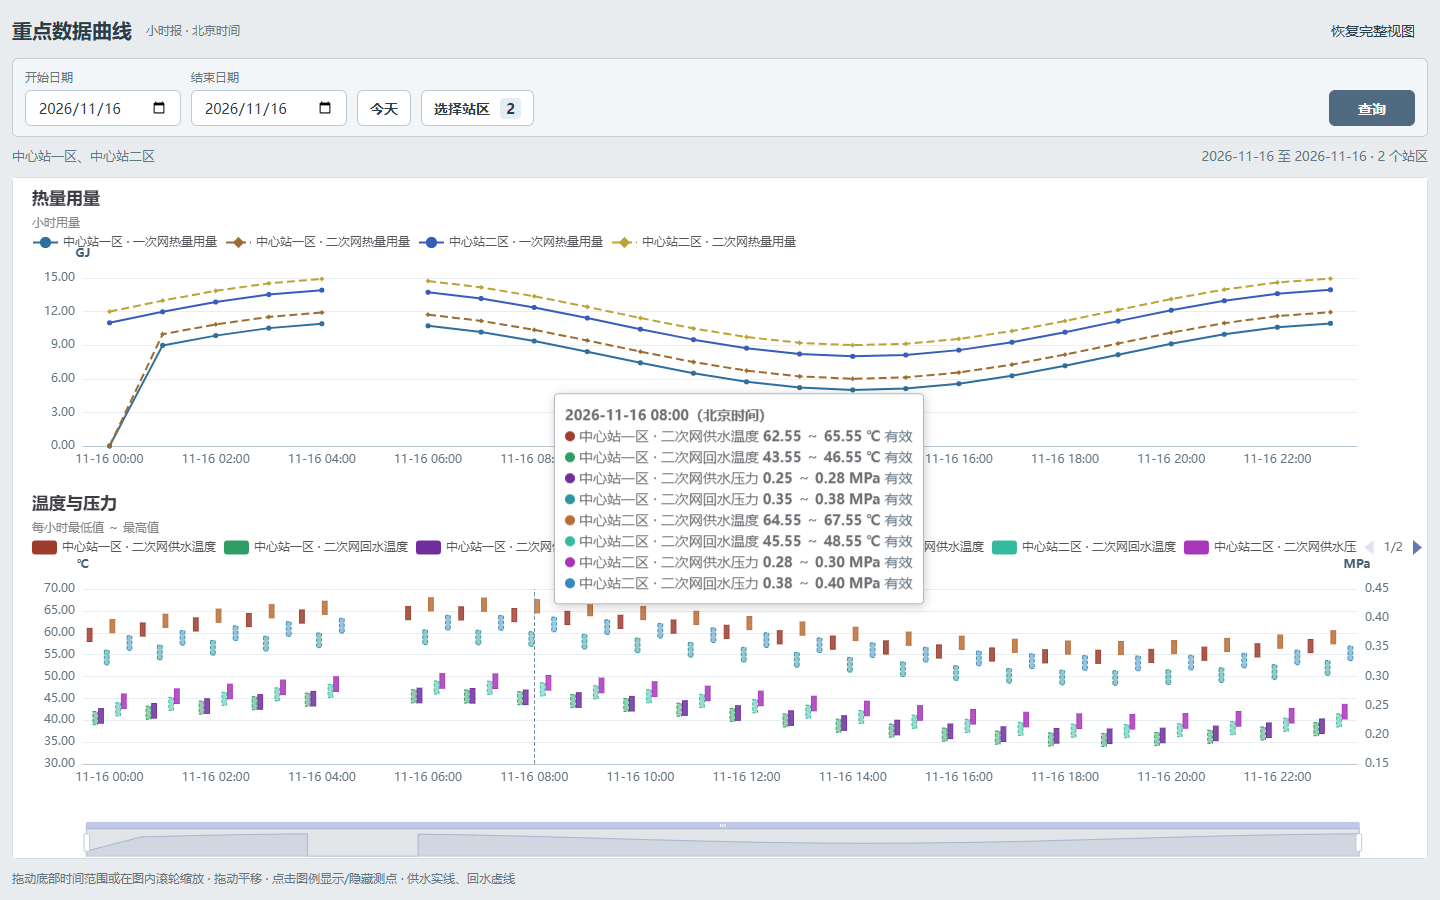 重点数据曲线 小时报 · 北京时间 恢复完整视图
开始日期 结束日期
2026/11/16 2026/11/16 今天 选择站区 2 查询
中心站一区、中心站二区 2026-11-16 至 2026-11-16 · 2 个站区
热量用量
小时用量
中心站一区 · 一次网热量用量 中心站一区 · 二次网热量用量 中心站二区 · 一次网热量用量 中心站二区 · 二次网热量用量
GJ
15.00
12.00
9.00
6.00
3.00
0.00
11-16 00:00 11-16 02:00 11-16 04:00 11-16 06:00 11-16 08: 11-16 16:00 11-16 18:00 11-16 20:00 11-16 22:00
2026-11-16 08:00（北京时间）
中心站一区 · 二次网供水温度 62.55 ~ 65.55 ℃ 有效
中心站一区 · 二次网回水温度 43.55 ~ 46.55 ℃ 有效
中心站一区 · 二次网供水压力 0.25 ~ 0.28 MPa 有效
中心站一区 · 二次网回水压力 0.35 ~ 0.38 MPa 有效
中心站二区 · 二次网供水温度 64.55 ~ 67.55 ℃ 有效
中心站二区 · 二次网回水温度 45.55 ~ 48.55 ℃ 有效
中心站二区 · 二次网供水压力 0.28 ~ 0.30 MPa 有效
中心站二区 · 二次网回水压力 0.38 ~ 0.40 MPa 有效
温度与压力
每小时最低值 ~ 最高值
中心站一区 · 二次网供水温度 中心站一区 · 二次网回水温度 中心站一区 · 二次网 网供水温度 中心站二区 · 二次网回水温度 中心站二区 · 二次网供水压 1/2
℃ MPa
70.00 0.45
65.00 0.40
60.00 0.35
55.00 0.30
50.00 0.25
45.00 0.20
40.00 0.15
35.00
30.00
11-16 00:00 11-16 02:00 11-16 04:00 11-16 06:00 11-16 08:00 11-16 10:00 11-16 12:00 11-16 14:00 11-16 16:00 11-16 18:00 11-16 20:00 11-16 22:00
拖动底部时间范围或在图内滚轮缩放 · 拖动平移 · 点击图例显示/隐藏测点 · 供水实线、回水虚线